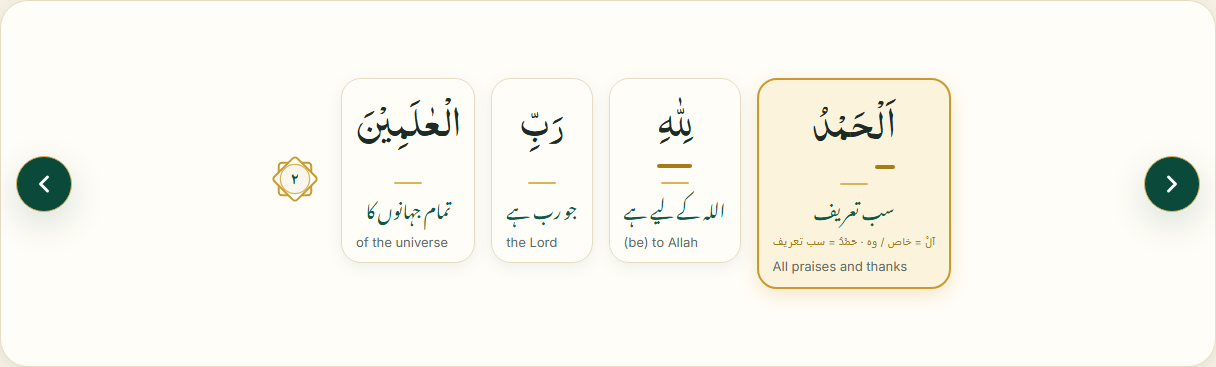 اَلْحَمْدُ
سب تعریف
اَلْ = خاص / وہ · حَمْدُ = سب تعریف
All praises and thanks
لِلّٰهِ
اللہ کے لیے ہے
(be) to Allah
رَبِّ
جو رب ہے
the Lord
الْعٰلَمِيْنَ
تمام جہانوں کا
of the universe
٢